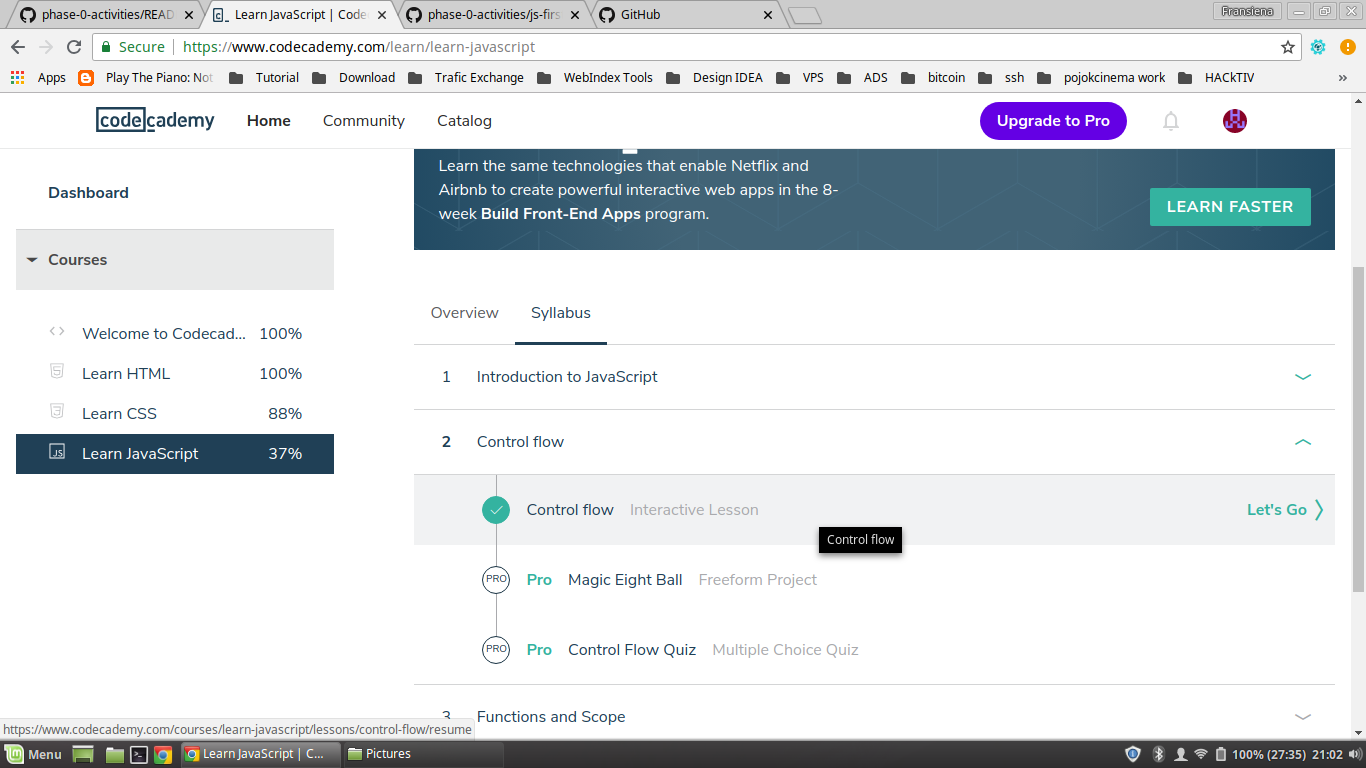 phase-0-activities/READ
Learn JavaScript | Code
phase-0-activities/js-firs
GitHub
Fransiena
Secure
https://www.codecademy.com/learn/learn-javascript
Apps
Play The Piano: Not
Tutorial
Download
Trafic Exchange
WebIndex Tools
Design IDEA
VPS
ADS
bitcoin
ssh
pojokcinema work
HACkTIV
»
codecademy
Home
Community
Catalog
Upgrade to Pro
Dashboard
Courses
Welcome to Codecad... 100%
Learn HTML 100%
Learn CSS 88%
JS Learn JavaScript 37%
Learn the same technologies that enable Netflix and
Airbnb to create powerful interactive web apps in the 8-
week Build Front-End Apps program.
LEARN FASTER
Overview Syllabus
1 Introduction to JavaScript
2 Control flow
Control flow Interactive Lesson Let's Go
Control flow
PRO Pro Magic Eight Ball Freeform Project
PRO Pro Control Flow Quiz Multiple Choice Quiz
3 Functions and Scope
https://www.codecademy.com/courses/learn-javascript/lessons/control-flow/resume
Menu
Learn JavaScript | C...
Pictures
100% (27:35) 21:02